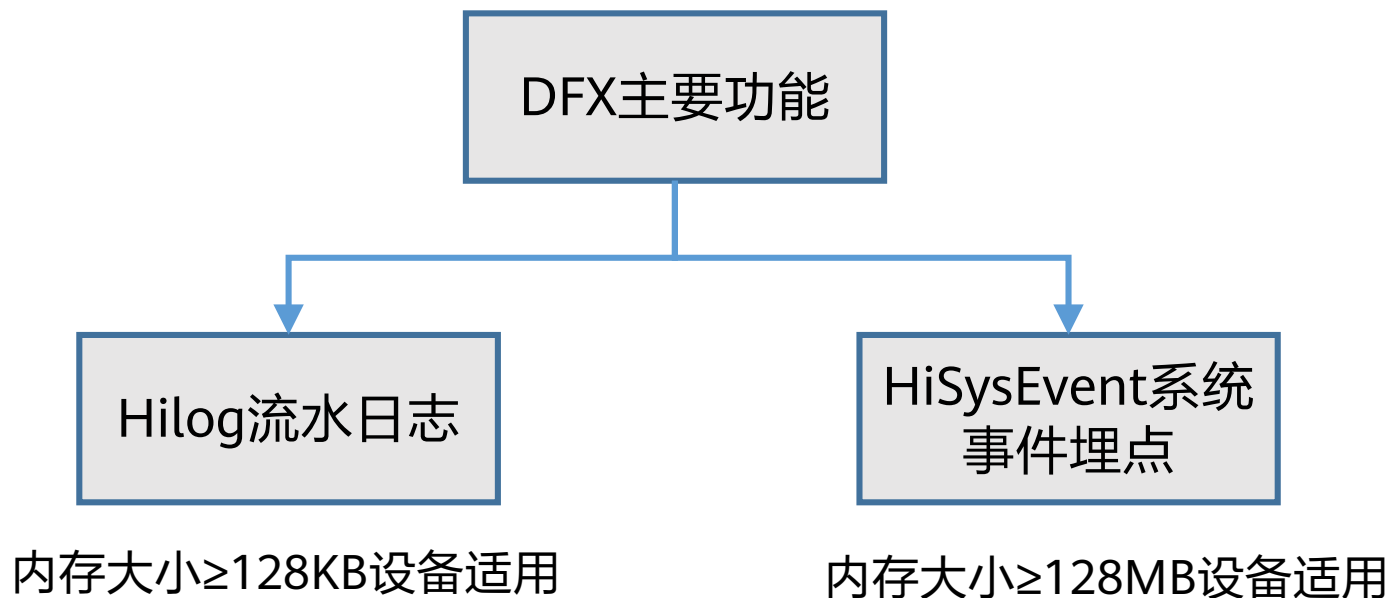 DFX主要功能
Hilog流水日志
HiSysEvent系统
事件埋点
内存大小≥128KB设备适用
内存大小≥128MB设备适用